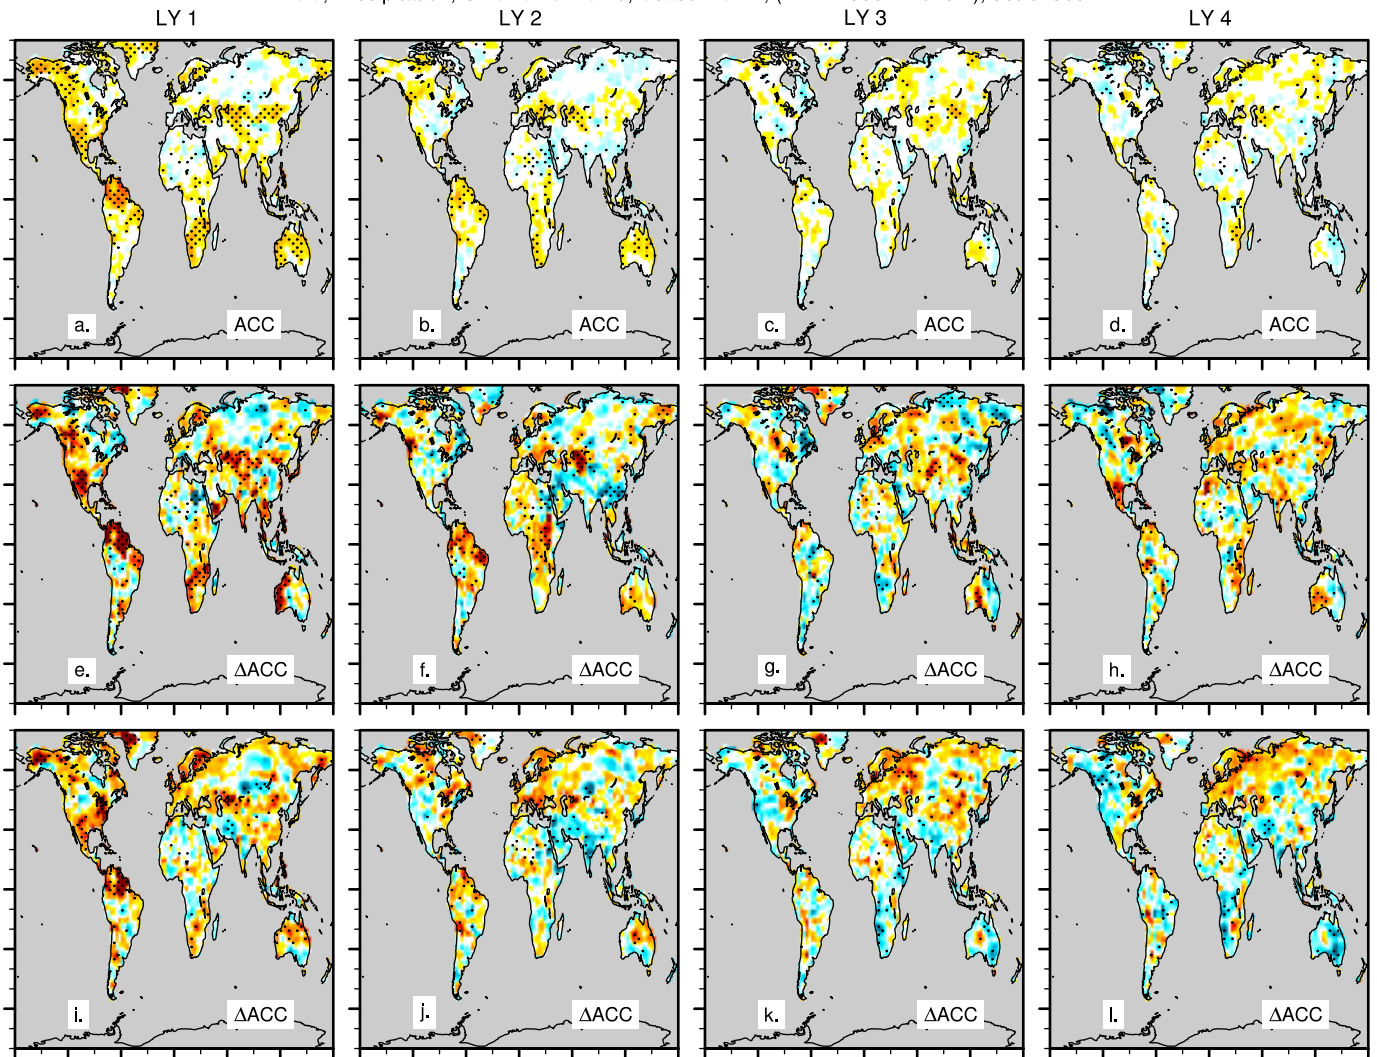 LY 1 LY 2 LY 3 LY 4
a. ACC b. ACC c. ACC d. ACC
e. ΔACC f. ΔACC g. ΔACC h. ΔACC
i. ΔACC j. ΔACC k. ΔACC l. ΔACC